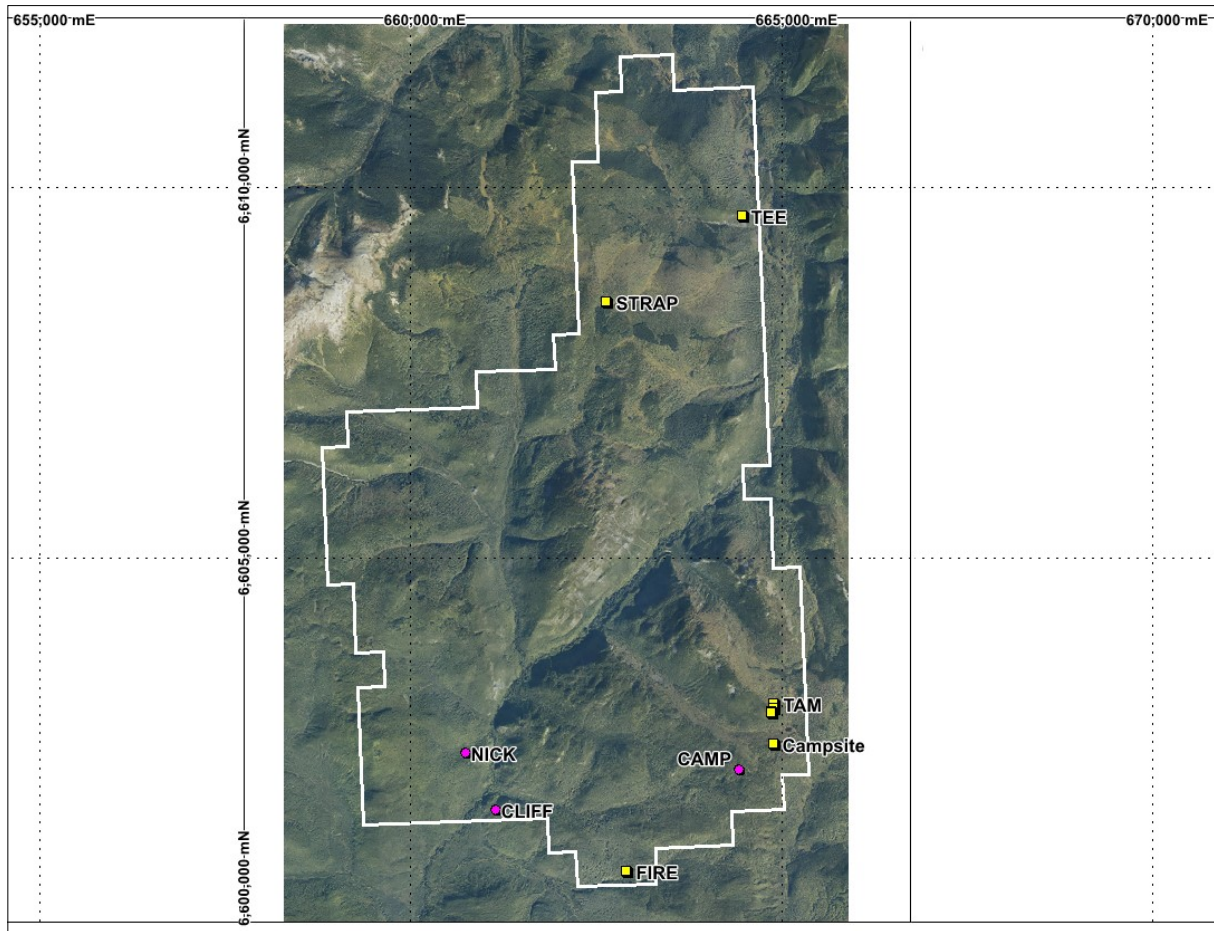 655,000 mE
660,000 mE
665,000 mE
670,000 mE
6,610,000 mN
TEE
STRAP
6,605,000 mN
TAM
Campsite
NICK
CAMP
CLIFF
6,600,000 mN
FIRE